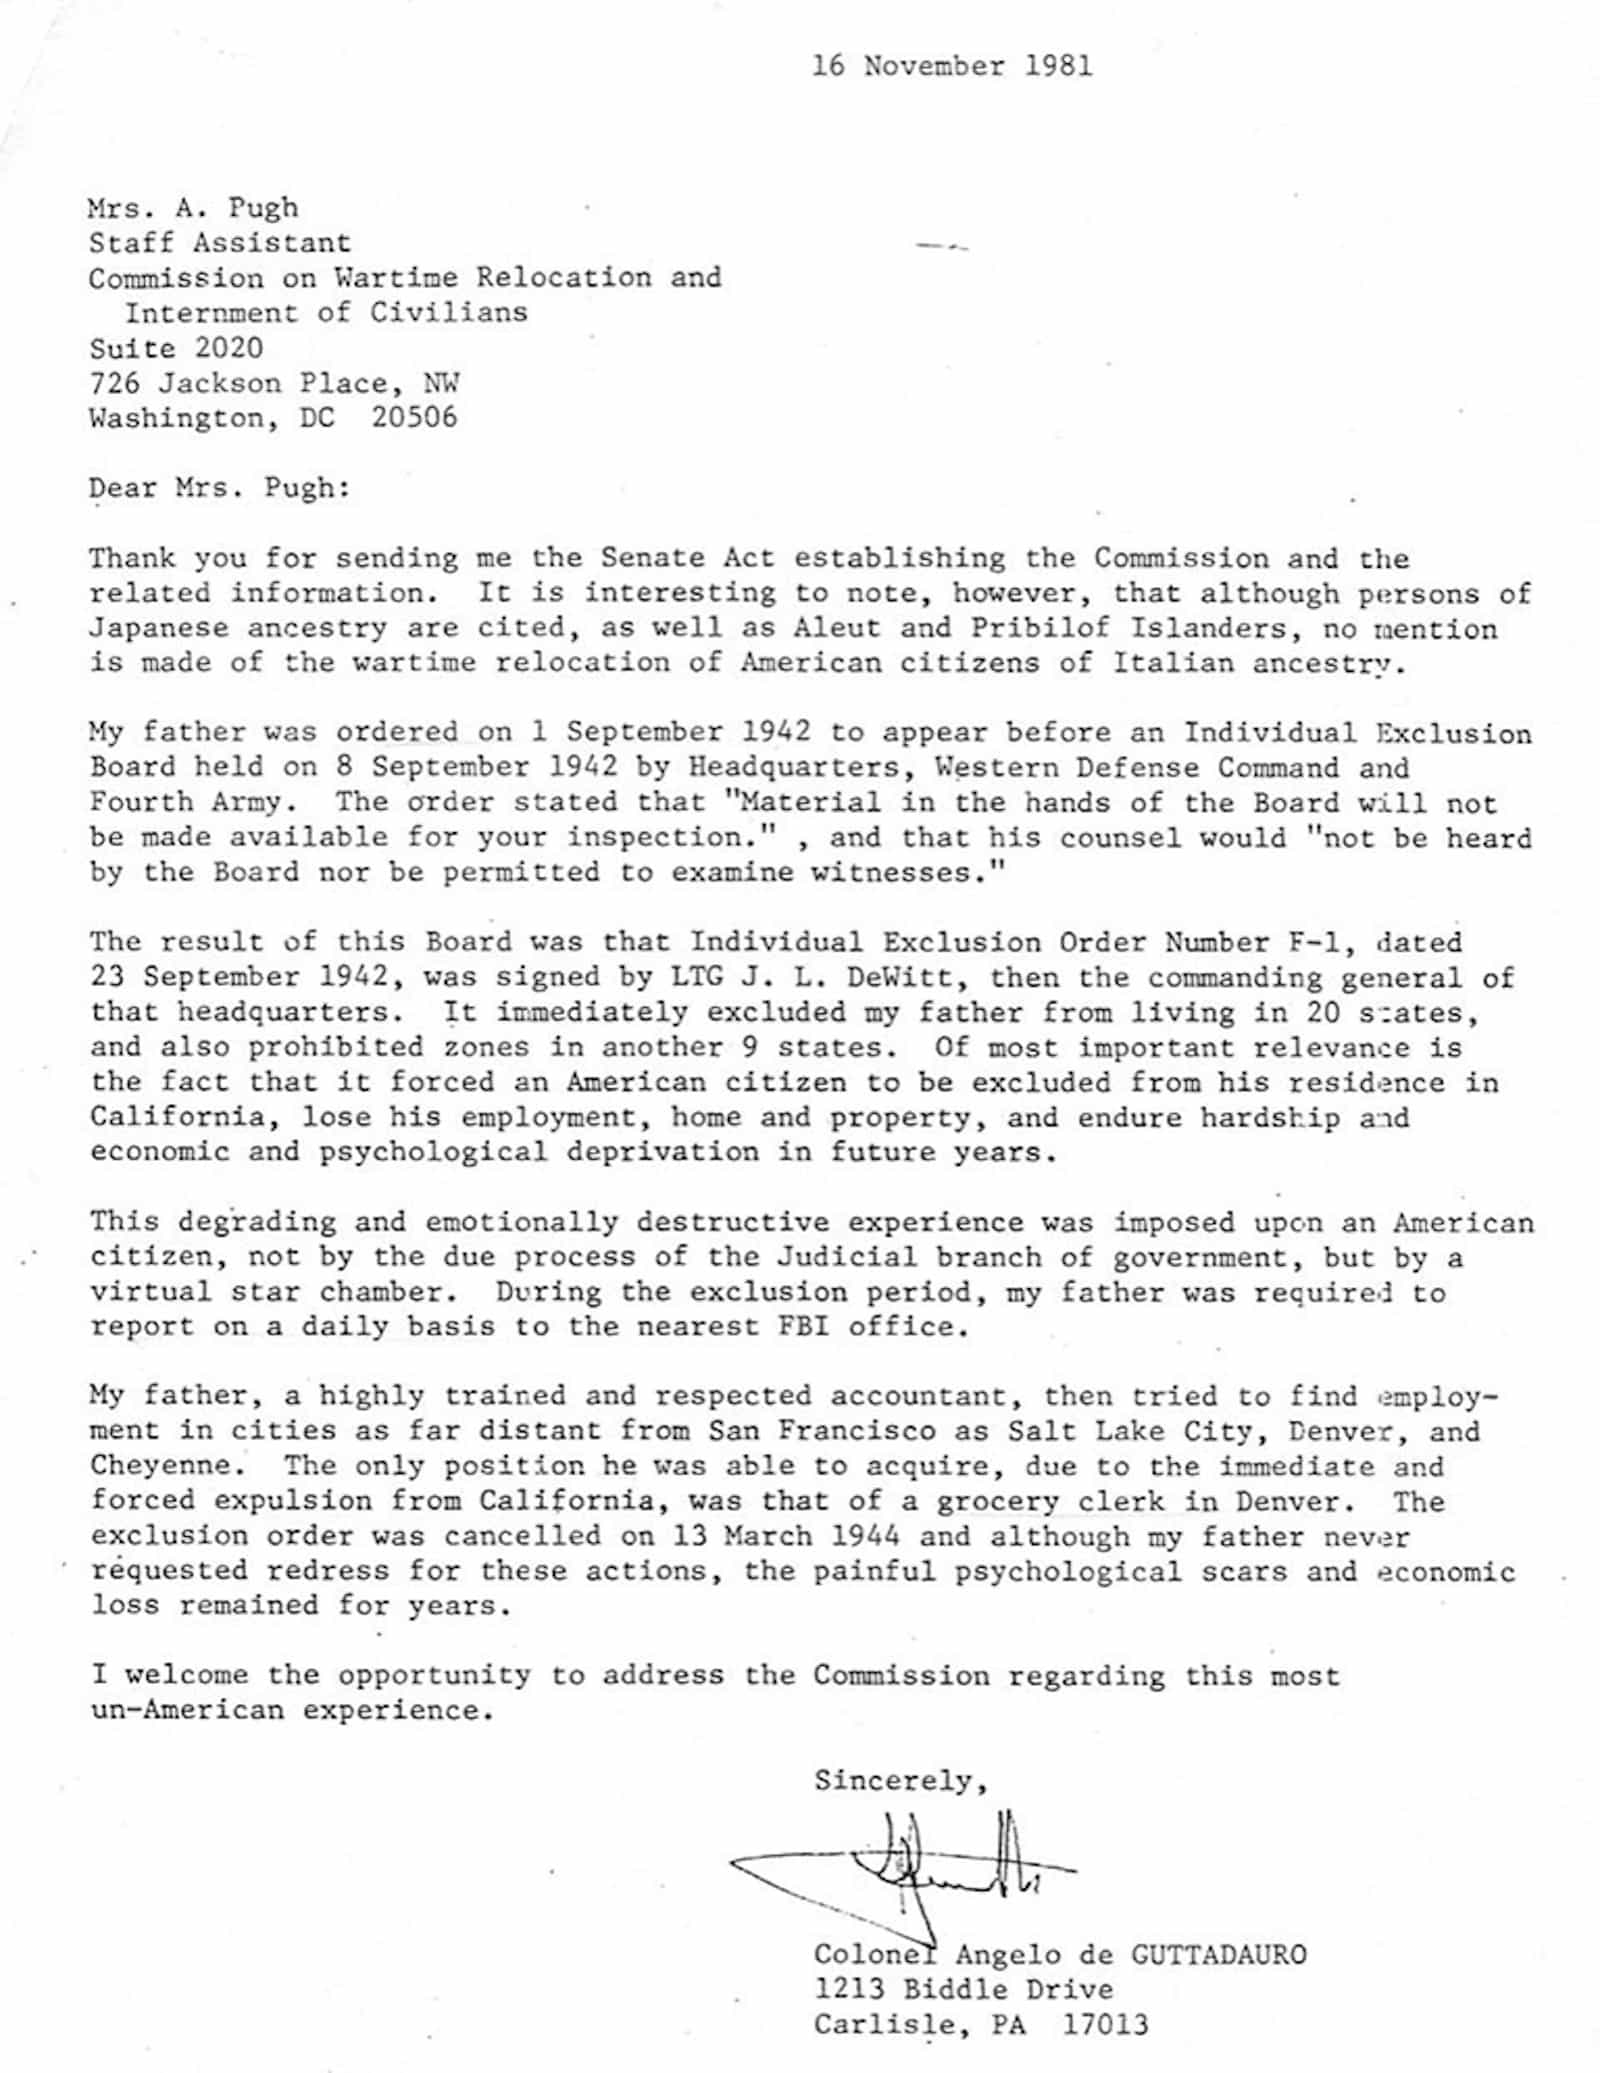 16 November 1981
Mrs. A. Pugh
Staff Assistant
Commission on Wartime Relocation and
Internment of Civilians
Suite 2020
726 Jackson Place, NW
Washington, DC 20506
Dear Mrs. Pugh:
Thank you for sending me the Senate Act establishing the Commission and the
related information. It is interesting to note, however, that although persons of
Japanese ancestry are cited, as well as Aleut and Pribilof Islanders, no mention
is made of the wartime relocation of American citizens of Italian ancestry.
My father was ordered on 1 September 1942 to appear before an Individual Exclusion
Board held on 8 September 1942 by Headquarters, Western Defense Command and
Fourth Army. The order stated that "Material in the hands of the Board will not
be made available for your inspection." , and that his counsel would "not be heard
by the Board nor be permitted to examine witnesses."
The result of this Board was that Individual Exclusion Order Number F-1, dated
23 September 1942, was signed by LTG J. L. DeWitt, then the commanding general of
that headquarters. It immediately excluded my father from living in 20 states,
and also prohibited zones in another 9 states. Of most important relevance is
the fact that it forced an American citizen to be excluded from his residence in
California, lose his employment, home and property, and endure hardship and
economic and psychological deprivation in future years.
This degrading and emotionally destructive experience was imposed upon an American
citizen, not by the due process of the Judicial branch of government, but by a
virtual star chamber. During the exclusion period, my father was required to
report on a daily basis to the nearest FBI office.
My father, a highly trained and respected accountant, then tried to find employ-
ment in cities as far distant from San Francisco as Salt Lake City, Denver, and
Cheyenne. The only position he was able to acquire, due to the immediate and
forced expulsion from California, was that of a grocery clerk in Denver. The
exclusion order was cancelled on 13 March 1944 and although my father never
requested redress for these actions, the painful psychological scars and economic
loss remained for years.
I welcome the opportunity to address the Commission regarding this most
un-American experience.
Sincerely,
Colonel Angelo de GUTTADAURO
1213 Biddle Drive
Carlisle, PA 17013